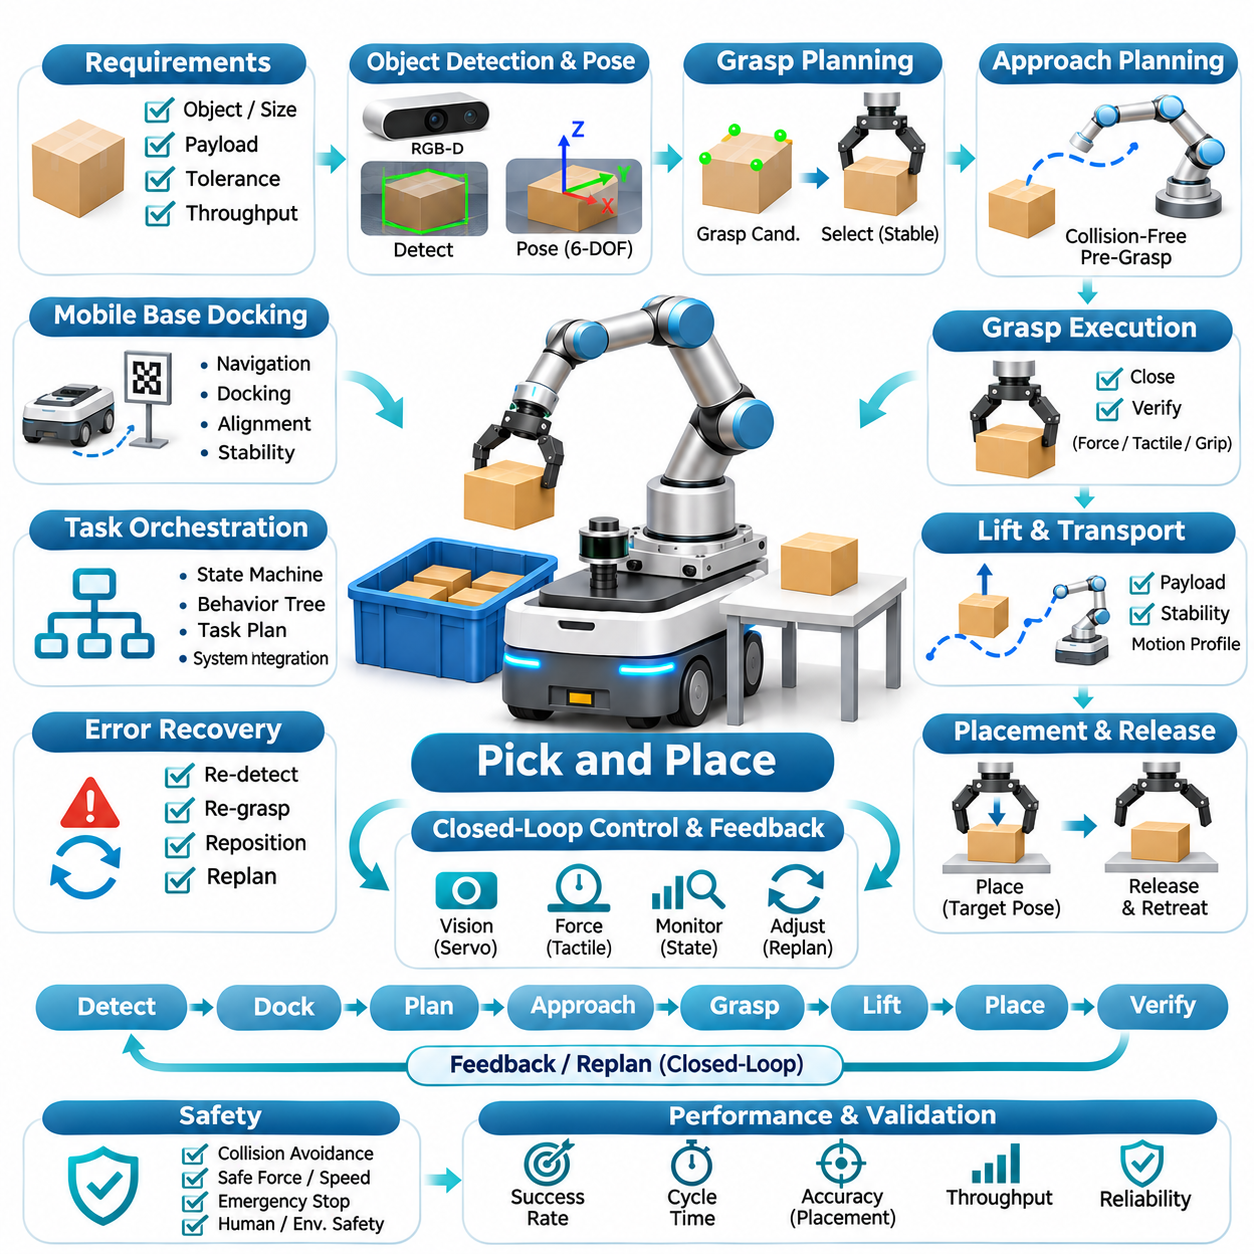 Requirements
Object / Size
Payload
Tolerance
Throughput
Object Detection & Pose
RGB-D
Detect
Z
Y
X
Pose (6-DOF)
Grasp Planning
Grasp Cand.
Select (Stable)
Approach Planning
Collision-Free
Pre-Grasp
Mobile Base Docking
• Navigation
• Docking
• Alignment
• Stability
Grasp Execution
Close
Verify
(Force / Tactile / Grip)
Task Orchestration
• State Machine
• Behavior Tree
• Task Plan
• System ntegration
Lift & Transport
Payload
Stability
Motion Profile
Error Recovery
Re-detect
Re-grasp
Reposition
Replan
Pick and Place
Placement & Release
Place
(Target Pose)
Release
& Retreat
Closed-Loop Control & Feedback
Vision
(Servo)
Force
(Tactile)
Monitor
(State)
Adjust
(Replan)
Detect
Dock
Plan
Approach
Grasp
Lift
Place
Verify
Feedback / Replan (Closed-Loop)
Safety
Collision Avoidance
Safe Force / Speed
Emergency Stop
Human / Env. Safety
Performance & Validation
Success
Rate
Cycle
Time
Accuracy
(Placement)
Throughput
Reliability